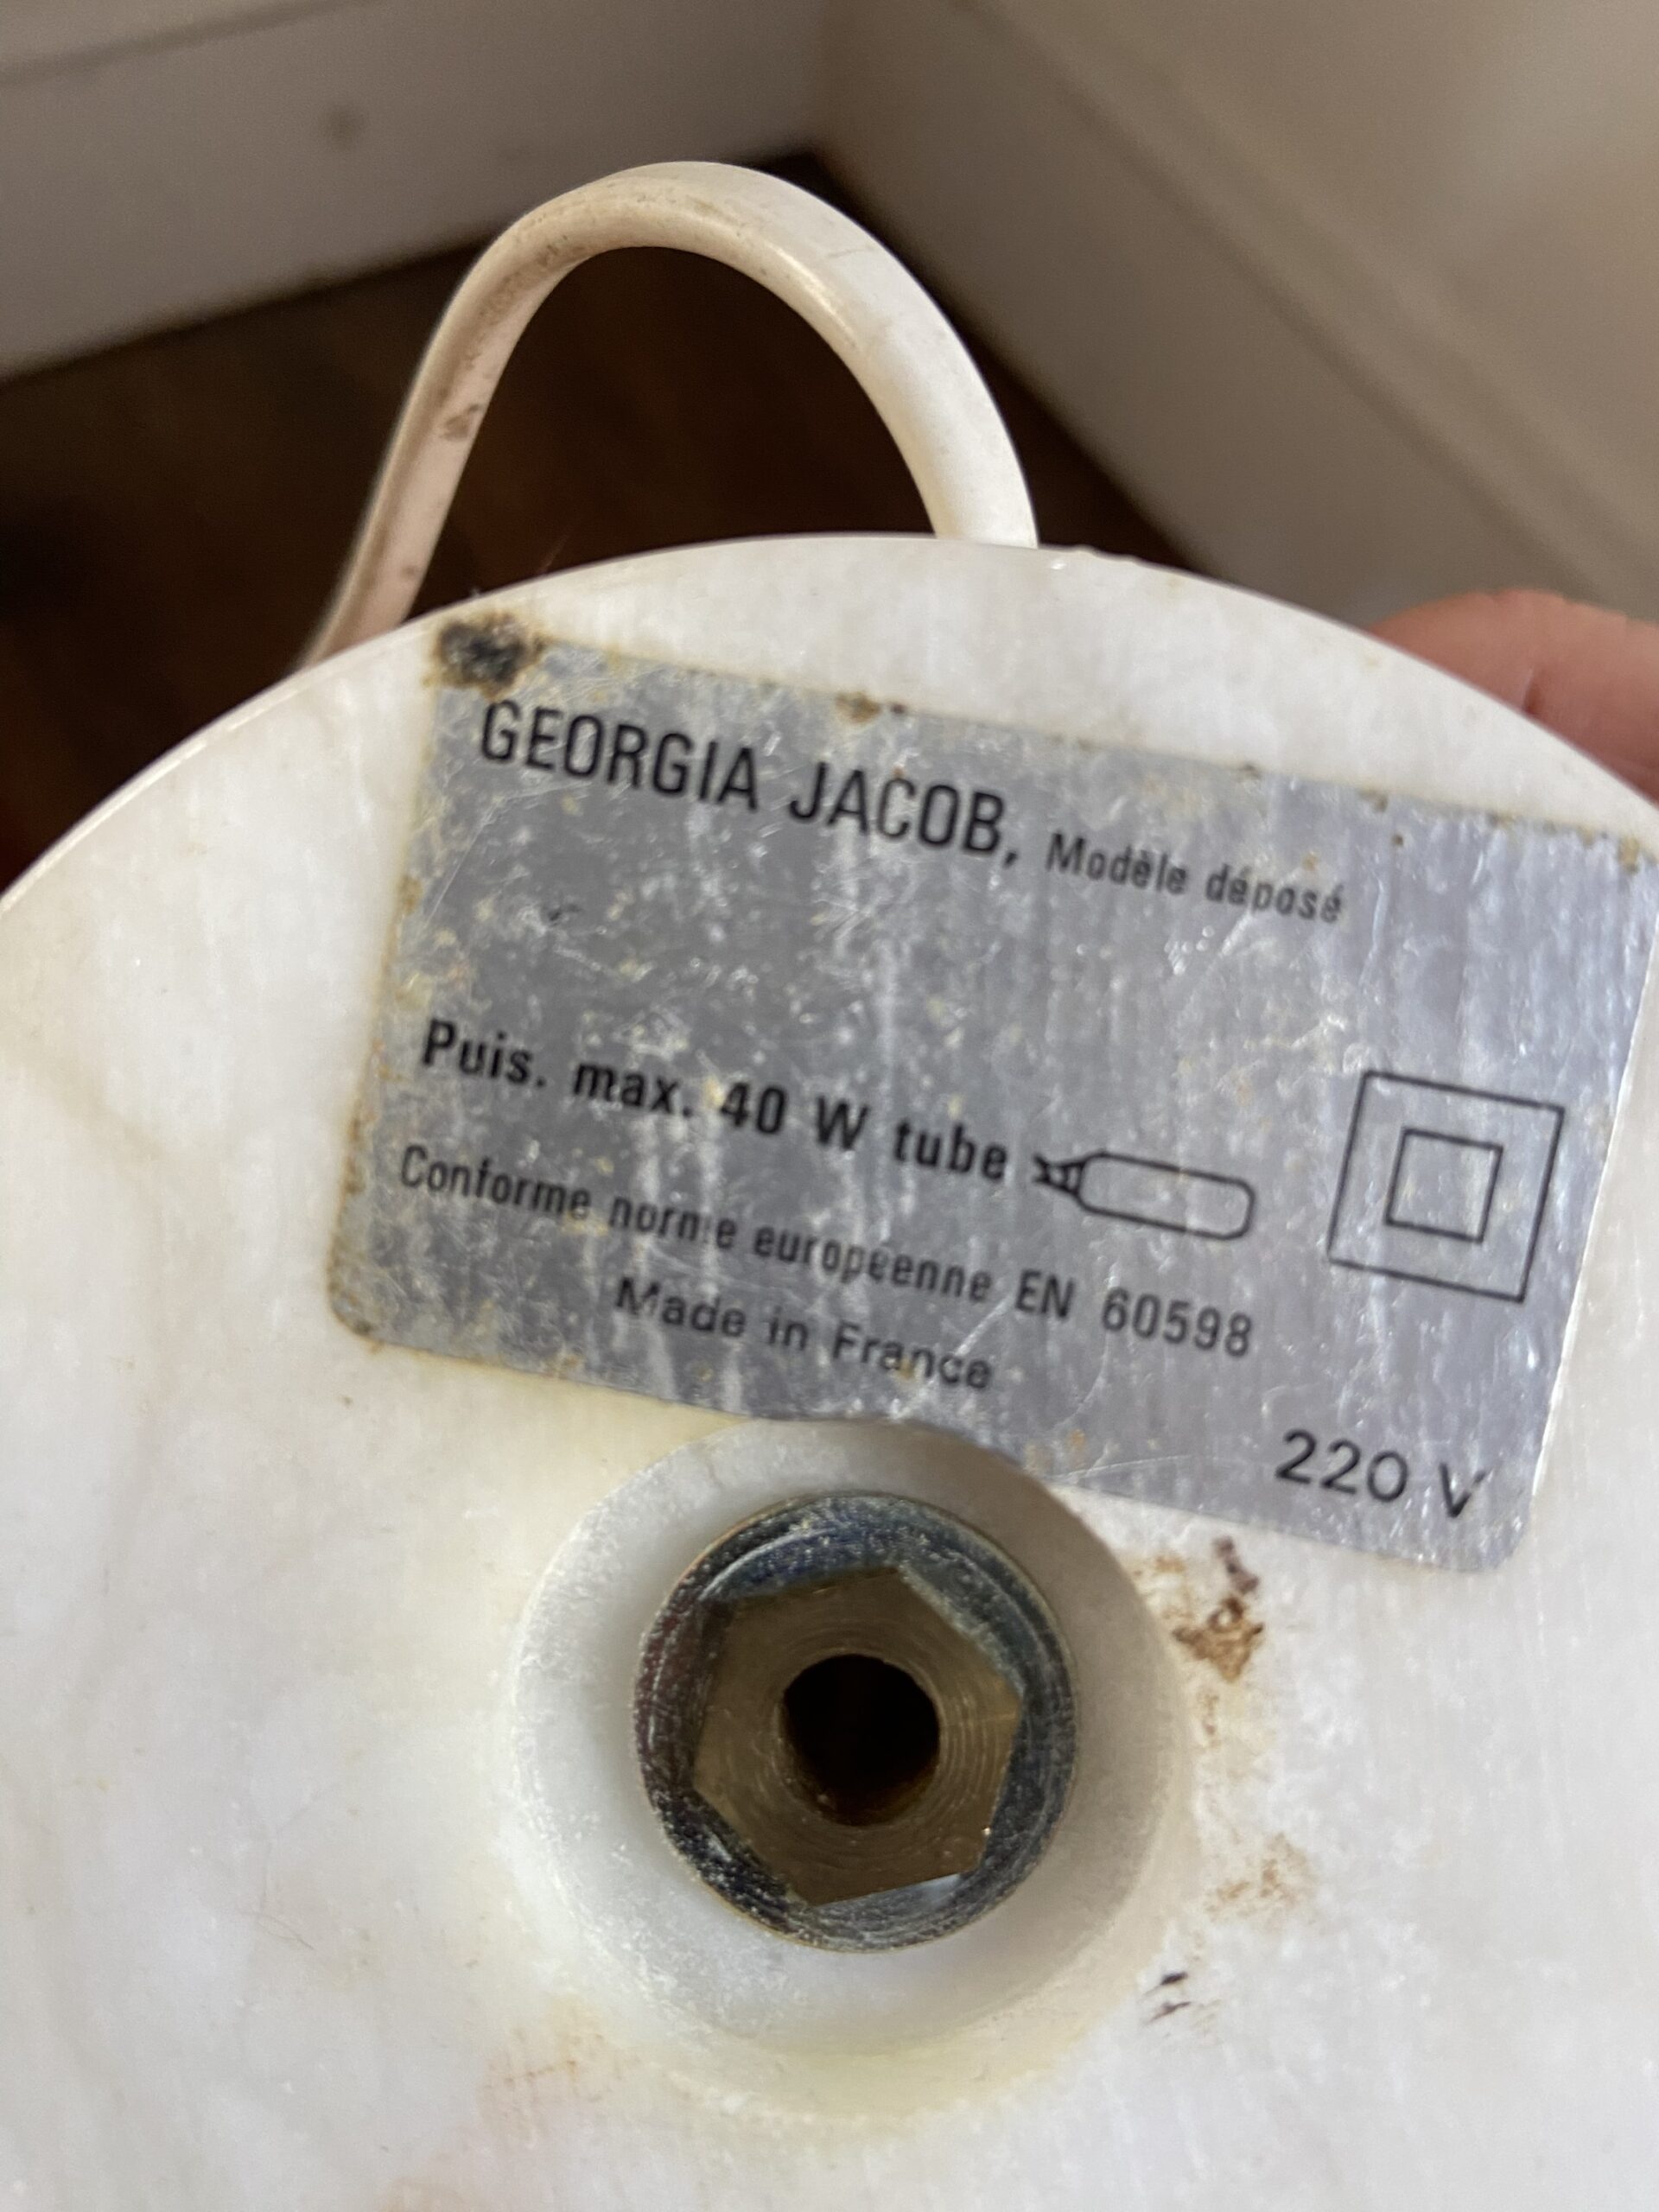 GEORGIA JACOB, Modèle déposé
Puis. max. 40 W tube
Conforme norme européenne EN 60598
Made in France
220 V